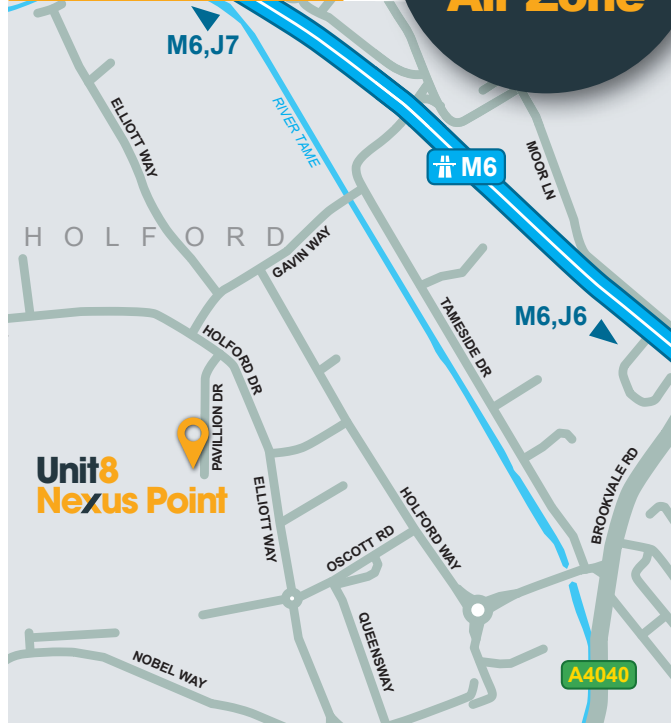 Air Zone
M6,J7
ELLIOTT WAY
RIVER TAME
MOOR LN
M6
HOLFORD
GAVIN WAY
TAMESIDE DR
M6,J6
HOLFORD DR
PAVILLION DR
Unit8
Nexus Point
ELLIOTT WAY
HOLFORD WAY
BROOKVALE RD
OSCOTT RD
QUEENSWAY
NOBEL WAY
A4040